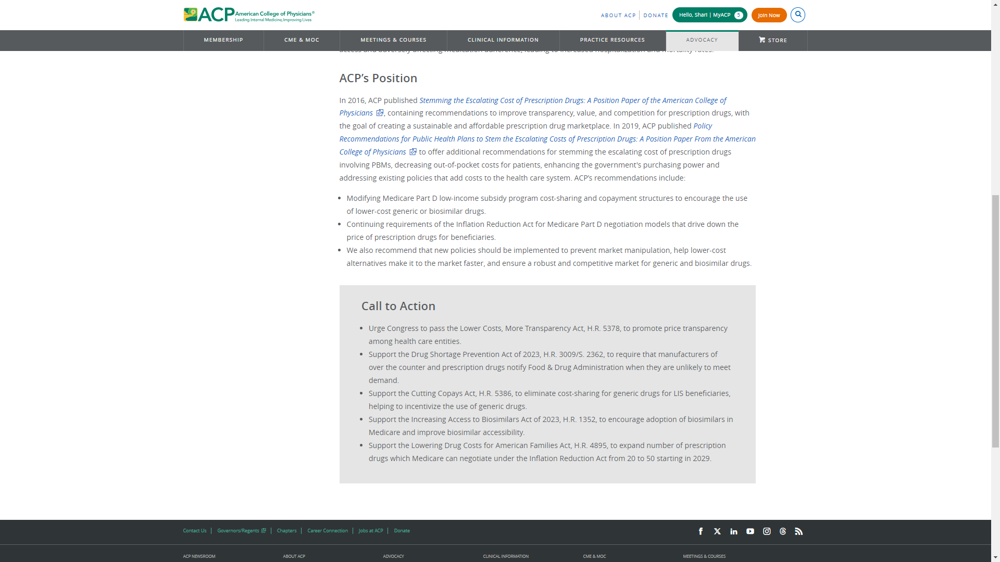 ACP American College of Physicians®
Leading Internal Medicine, Improving Lives
ABOUT ACP
DONATE
Hello, Shari | MyACP 5
Join Now
MEMBERSHIP
CME & MOC
MEETINGS & COURSES
CLINICAL INFORMATION
PRACTICE RESOURCES
ADVOCACY
STORE
access and adversely affecting medication adherence, leading to increased hospitalization and mortality rates.
ACP’s Position
In 2016, ACP published Stemming the Escalating Cost of Prescription Drugs: A Position Paper of the American College of
Physicians , containing recommendations to improve transparency, value, and competition for prescription drugs, with
the goal of creating a sustainable and affordable prescription drug marketplace. In 2019, ACP published Policy
Recommendations for Public Health Plans to Stem the Escalating Costs of Prescription Drugs: A Position Paper From the American
College of Physicians to offer additional recommendations for stemming the escalating cost of prescription drugs
involving PBMs, decreasing out-of-pocket costs for patients, enhancing the government's purchasing power and
addressing existing policies that add costs to the health care system. ACP’s recommendations include:
• Modifying Medicare Part D low-income subsidy program cost-sharing and copayment structures to encourage the use
of lower-cost generic or biosimilar drugs.
• Continuing requirements of the Inflation Reduction Act for Medicare Part D negotiation models that drive down the
price of prescription drugs for beneficiaries.
• We also recommend that new policies should be implemented to prevent market manipulation, help lower-cost
alternatives make it to the market faster, and ensure a robust and competitive market for generic and biosimilar drugs.
Call to Action
• Urge Congress to pass the Lower Costs, More Transparency Act, H.R. 5378, to promote price transparency
among health care entities.
• Support the Drug Shortage Prevention Act of 2023, H.R. 3009/S. 2362, to require that manufacturers of
over the counter and prescription drugs notify Food & Drug Administration when they are unlikely to meet
demand.
• Support the Cutting Copays Act, H.R. 5386, to eliminate cost-sharing for generic drugs for LIS beneficiaries,
helping to incentivize the use of generic drugs.
• Support the Increasing Access to Biosimilars Act of 2023, H.R. 1352, to encourage adoption of biosimilars in
Medicare and improve biosimilar accessibility.
• Support the Lowering Drug Costs for American Families Act, H.R. 4895, to expand number of prescription
drugs which Medicare can negotiate under the Inflation Reduction Act from 20 to 50 starting in 2029.
Contact Us
Governors/Regents
Chapters
Career Connection
Jobs at ACP
Donate
ACP NEWSROOM
ABOUT ACP
ADVOCACY
CLINICAL INFORMATION
CME & MOC
MEETINGS & COURSES